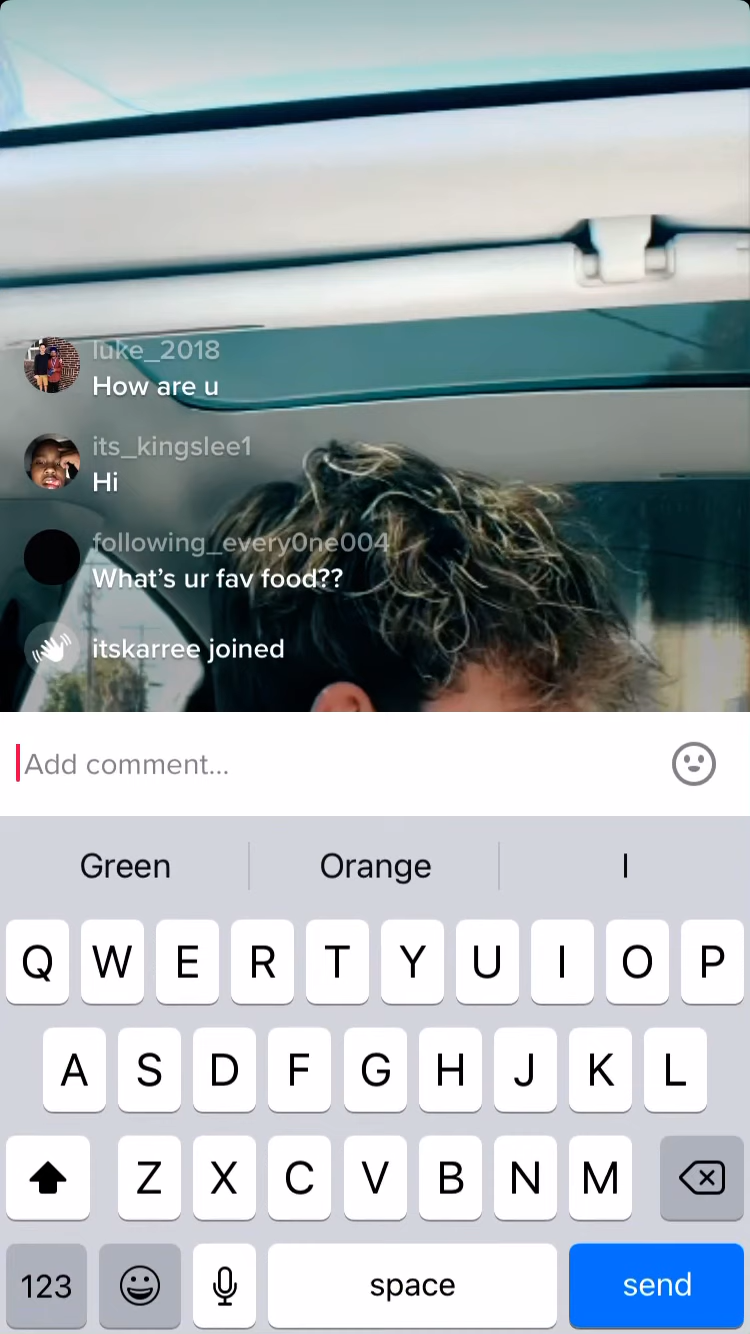 luke_2018
How are u
its_kingslee1
Hi
following_every0ne004
What’s ur fav food??
itskarree joined
Add comment...
Green Orange I
Q W E R T Y U I O P
A S D F G H J K L
Z X C V B N M
123 space send